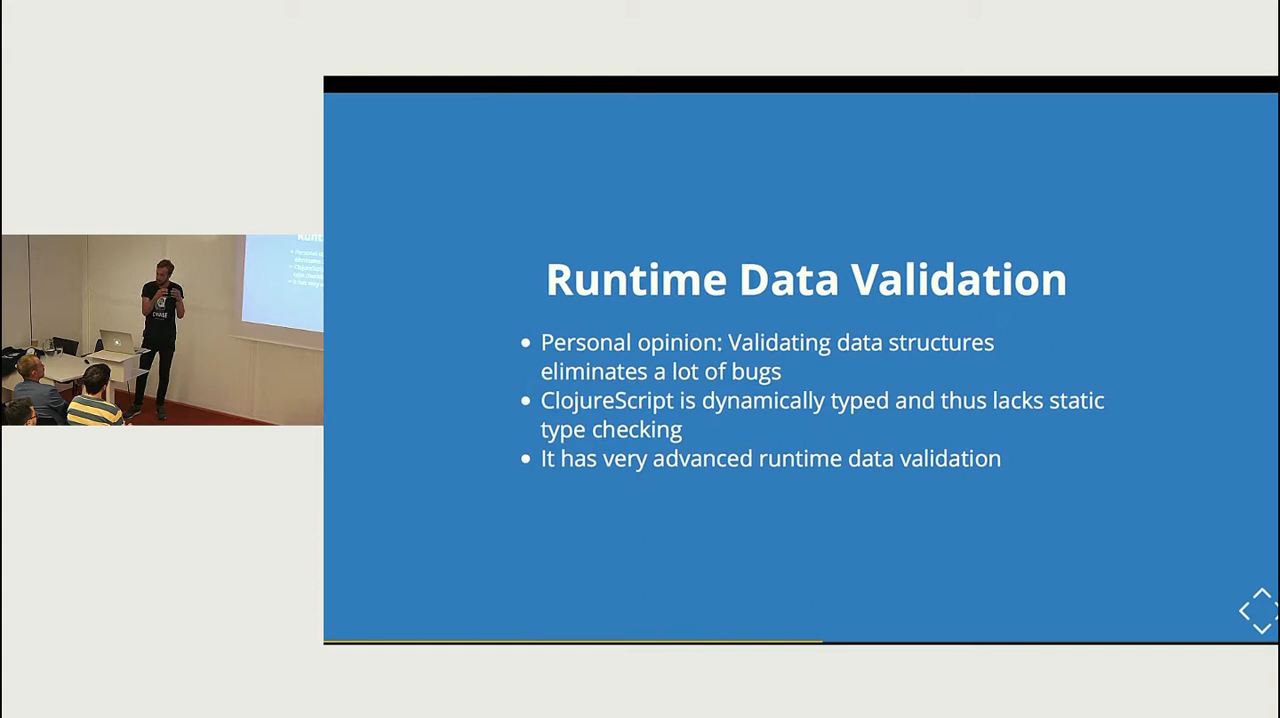 Runtime Data Validation
Personal opinion: Validating data structures
eliminates a lot of bugs
ClojureScript is dynamically typed and thus lacks static
type checking
It has very advanced runtime data validation